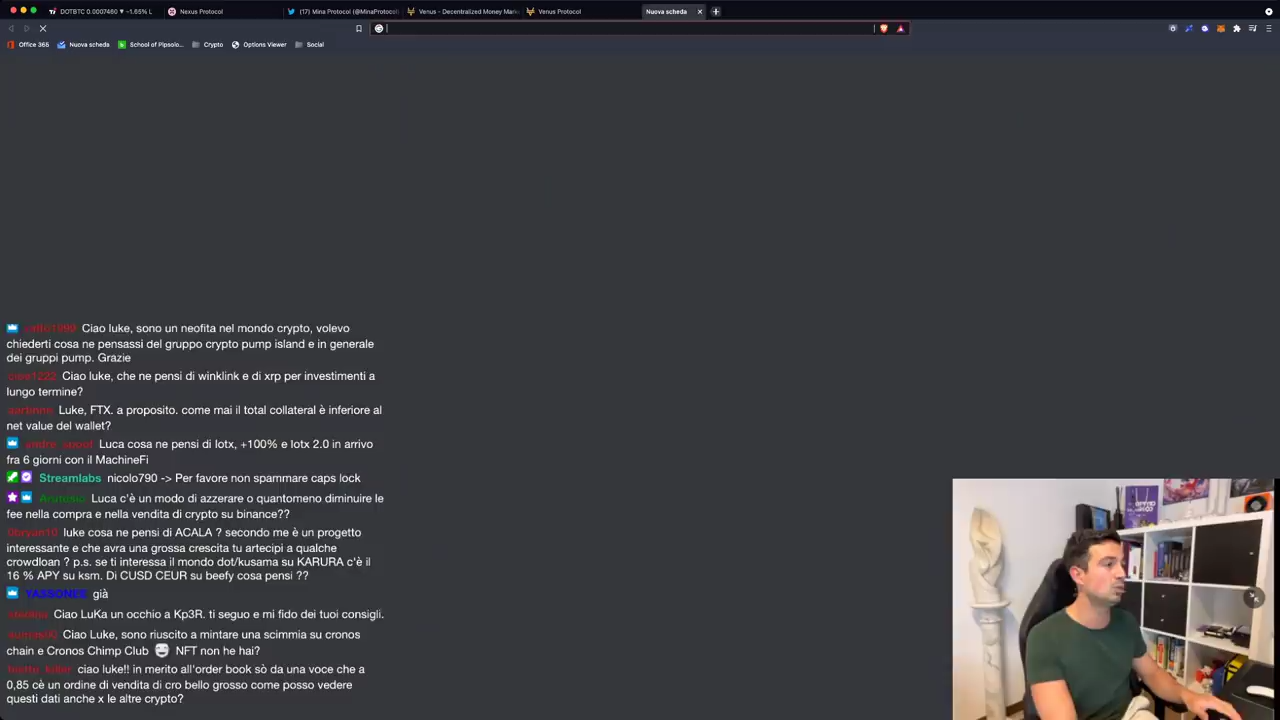 DOTBTC 0.0007460 ▼ −1.65% L
Nexus Protocol
(17) Mina Protocol (@MinaProtocol
Venus - Decentralized Money Mark
Venus Protocol
Nuova scheda
Office 365
Nuova scheda
School of Pipsolo...
Crypto
Options Viewer
Social
Ciao luke, sono un neofita nel mondo crypto, volevo
chiederti cosa ne pensassi del gruppo crypto pump island e in generale
dei gruppi pump. Grazie
Ciao luke, che ne pensi di winklink e di xrp per investimenti a
lungo termine?
Luke, FTX. a proposito. come mai il total collateral è inferiore al
net value del wallet?
Luca cosa ne pensi di Iotx, +100% e Iotx 2.0 in arrivo
fra 6 giorni con il MachineFi
Streamlabs nicolo790 -> Per favore non spammare caps lock
Luca c'è un modo di azzerare o quantomeno diminuire le
fee nella compra e nella vendita di crypto su binance??
0bryan10 luke cosa ne pensi di ACALA ? secondo me è un progetto
interessante e che avra una grossa crescita tu artecipi a qualche
crowdloan ? p.s. se ti interessa il mondo dot/kusama su KARURA c'è il
16 % APY su ksm. Di CUSD CEUR su beefy cosa pensi ??
già
Ciao LuKa un occhio a Kp3R. ti seguo e mi fido dei tuoi consigli.
Ciao Luke, sono riuscito a mintare una scimmia su cronos
chain e Cronos Chimp Club NFT non he hai?
ciao luke!! in merito all'order book sò da una voce che a
0,85 cè un ordine di vendita di cro bello grosso come posso vedere
questi dati anche x le altre crypto?